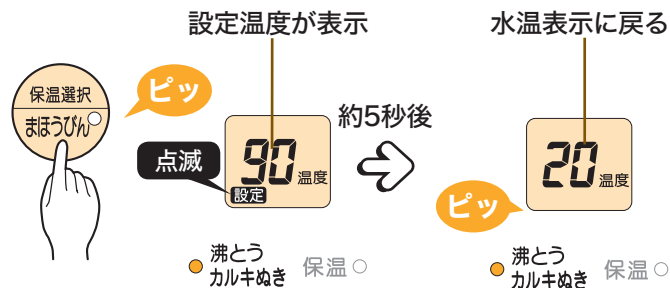 設定温度が表示
水温表示に戻る
保温選択
まほうびん
ピッ
点滅
90 温度
設定
約5秒後
20 温度
ピッ
沸とう
カルキぬき
保温
沸とう
カルキぬき
保温